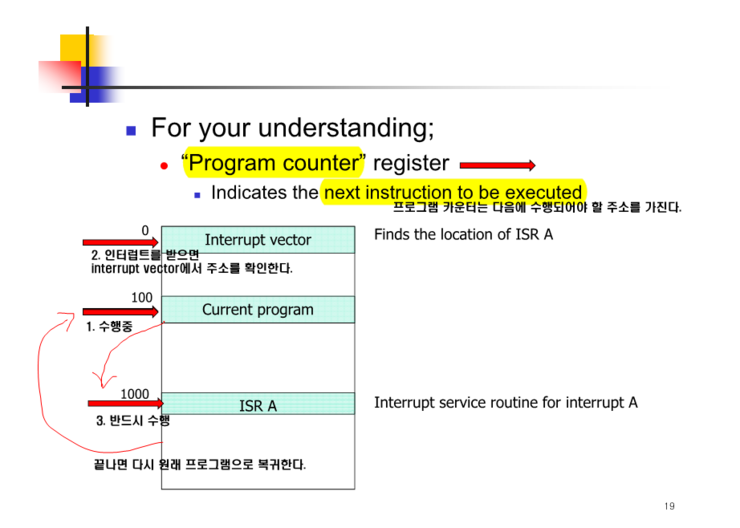 For your understanding;
“Program counter” register
Indicates the next instruction to be executed
프로그램 카운터는 다음에 수행되어야 할 주소를 가진다.
0
Interrupt vector
Finds the location of ISR A
2. 인터럽트를 받으면
interrupt vector에서 주소를 확인한다.
100
Current program
1. 수행중
1000
ISR A
Interrupt service routine for interrupt A
3. 반드시 수행
끝나면 다시 원래 프로그램으로 복귀한다.
19